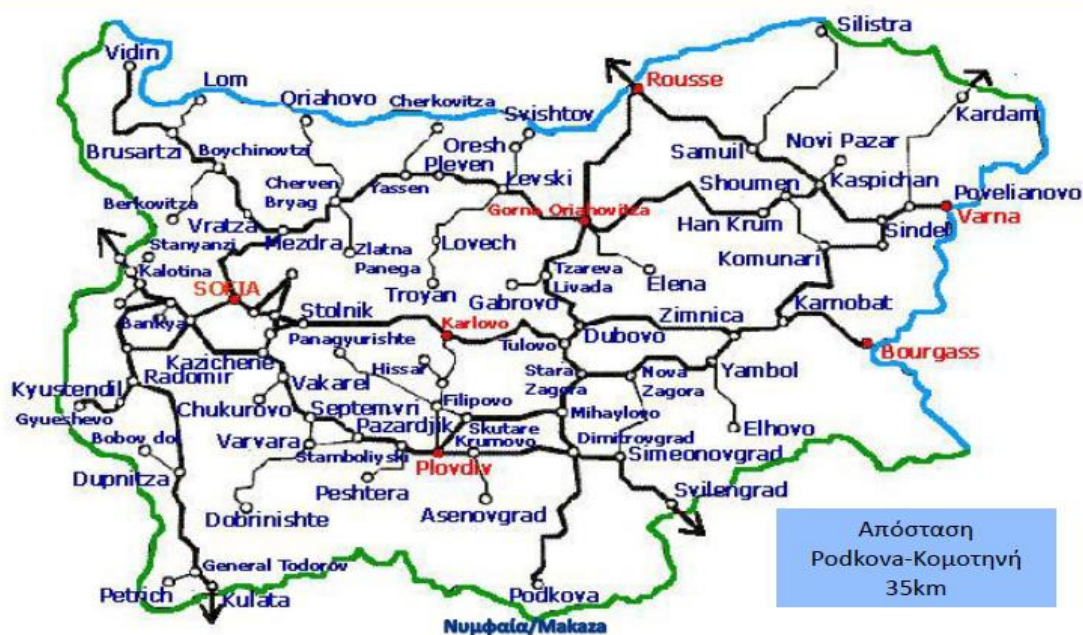 Silistra
Vidin
Lom
Rousse
Oriahovo
Cherkovitza
Svishtov
Kardam
Brusartzi
Boychinovtzi
Oresh
Pleven
Samuil
Novi Pazar
Cherven
Bryag
Yassen
Levski
Shoumen
Kaspichan
Povelianovo
Berkovitza
Gorna Oriahovitza
Varna
Vratza
Mezdra
Han Krum
Sindel
Stanyanzi
Zlatna
Panega
Lovech
Komunari
Kalotina
Tzareva
Livada
Elena
SOFIA
Troyan
Gabrovo
Stolnik
Karnobat
Bankya
Karlovo
Dubovo
Zimnica
Panagyurishte
Tulovo
Bourgass
Kazichene
Hissar
Stara
Zagora
Nova
Zagora
Yambol
Radomir
Vakarel
Kyustendil
Gyueshevo
Chukurovo
Septemvri
Filipovo
Mihaylovo
Bobov do
Varvara
Pazardjik
Skutare
Krumovo
Dimitrovgrad
Elhovo
Stamboliyski
Plovdiv
Simeonovgrad
Dupnitza
Peshtera
Svilengrad
Dobrinishte
Asenovgrad
General Todorov
Petrich
Kulata
Podkova
Νυμφαία/Makaza
Απόσταση
Podkova-Κομοτηνή
35km